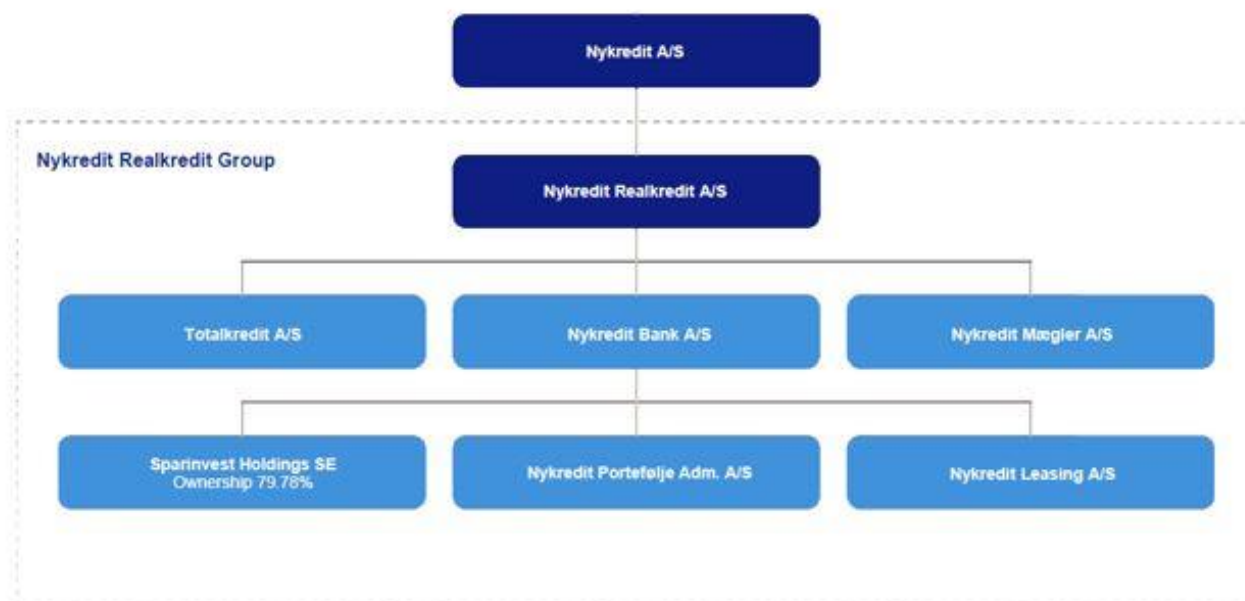 Nykredit A/S
Nykredit Realkredit Group
Nykredit Realkredit A/S
Totalkredit A/S
Nykredit Bank A/S
Nykredit Mægler A/S
Sparinvest Holdings SE
Ownership 79.78%
Nykredit Portefølje Adm. A/S
Nykredit Leasing A/S